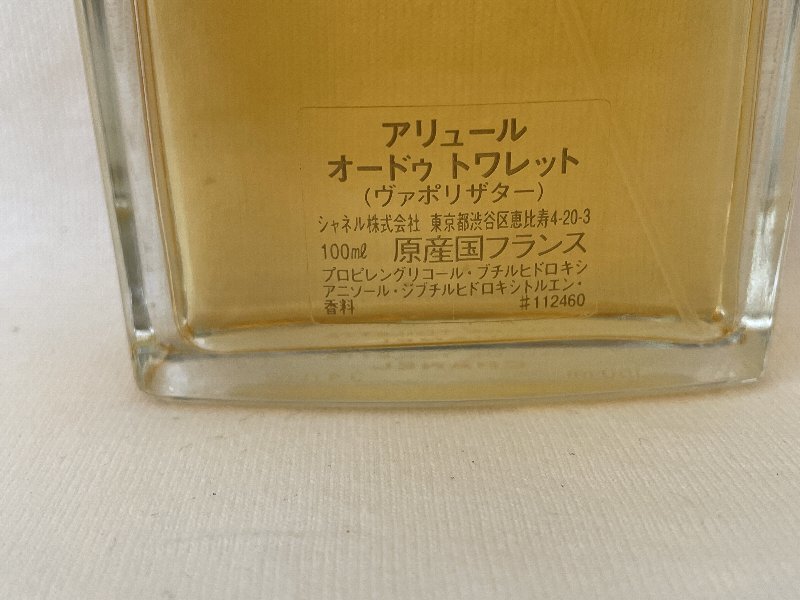 アリュール
オードゥ トワレット
(ヴァポリザター)
シャネル株式会社 東京都渋谷区恵比寿4-20-3
100㎖ 原産国フランス
プロピレングリコール・ブチルヒドロキシ
アニソール・ジブチルヒドロキシトルエン・
香料 #112460